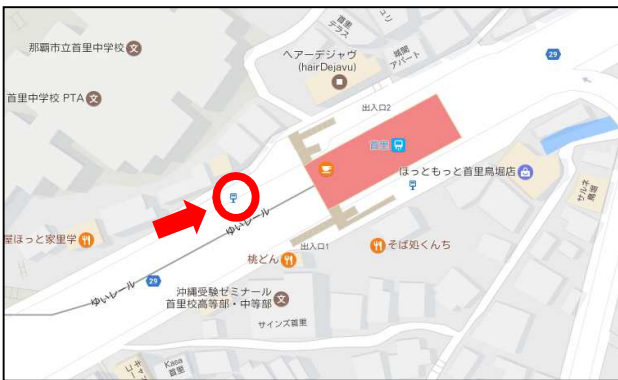 那覇市立首里中学校
首里中学校 PTA
首里
テラス
ヘアーデジャヴ
(hairDejavu)
城間
アパート
29
出入口2
首里
ほっともっと首里鳥堀店
サルネ
鳥堀
ゆいレール
屋ほっと家里学
出入口1
そば処くんち
桃どん
29
ゆいレール
沖縄受験ゼミナール
首里校高等部・中等部
サインズ首里
Kasa
首里